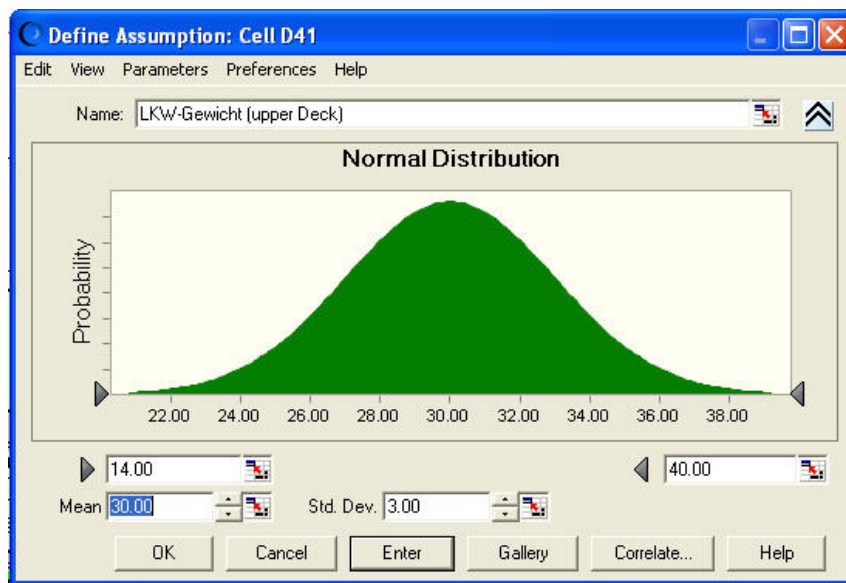 Define Assumption: Cell D41
Edit View Parameters Preferences Help
Name: LKW-Gewicht (upper Deck)
Normal Distribution
Probability
22.00 24.00 26.00 28.00 30.00 32.00 34.00 36.00 38.00
14.00 40.00
Mean 30.00 Std. Dev. 3.00
OK Cancel Enter Gallery Correlate... Help